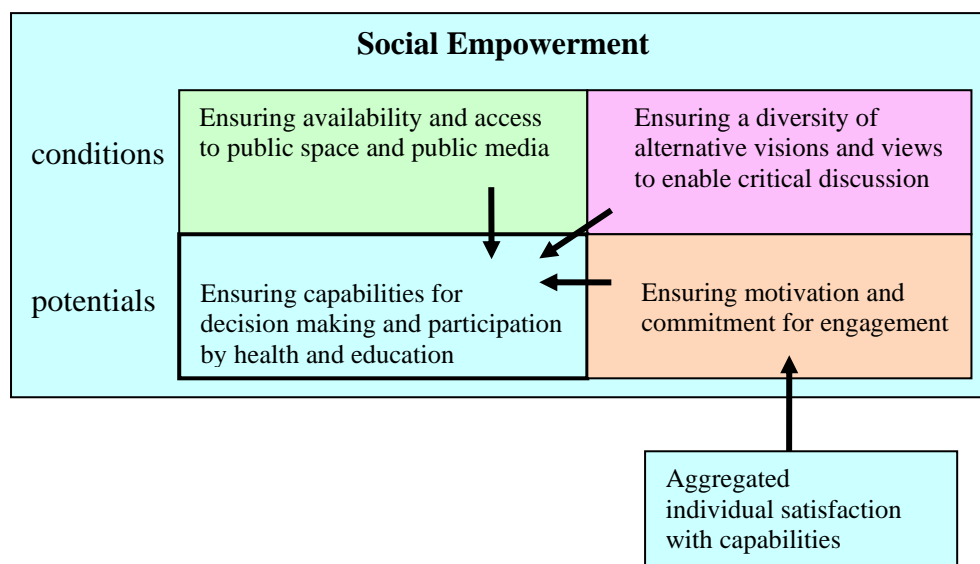 Social Empowerment
conditions
Ensuring availability and access
to public space and public media
Ensuring a diversity of
alternative visions and views
to enable critical discussion
potentials
Ensuring capabilities for
decision making and participation
by health and education
Ensuring motivation and
commitment for engagement
Aggregated
individual satisfaction
with capabilities